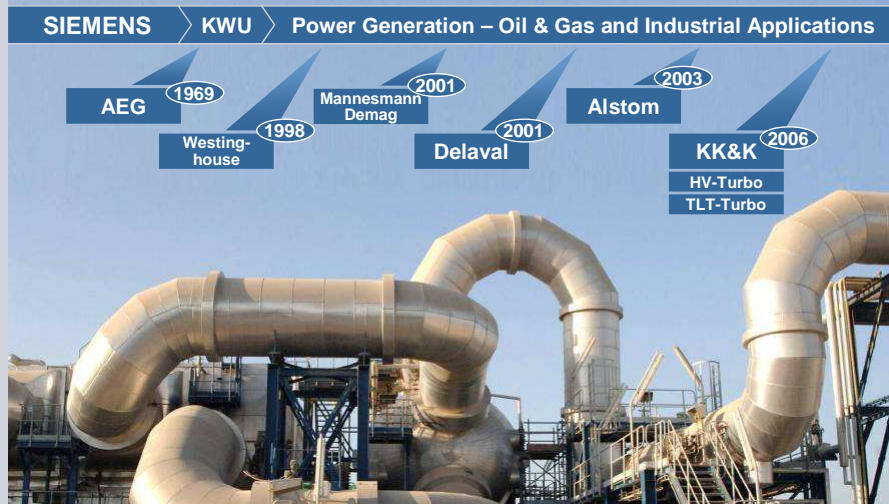 SIEMENS KWU Power Generation – Oil & Gas and Industrial Applications
AEG 1969
Westing-
house 1998
Mannesmann
Demag 2001
Delaval 2001
Alstom 2003
KK&K 2006
HV-Turbo
TLT-Turbo